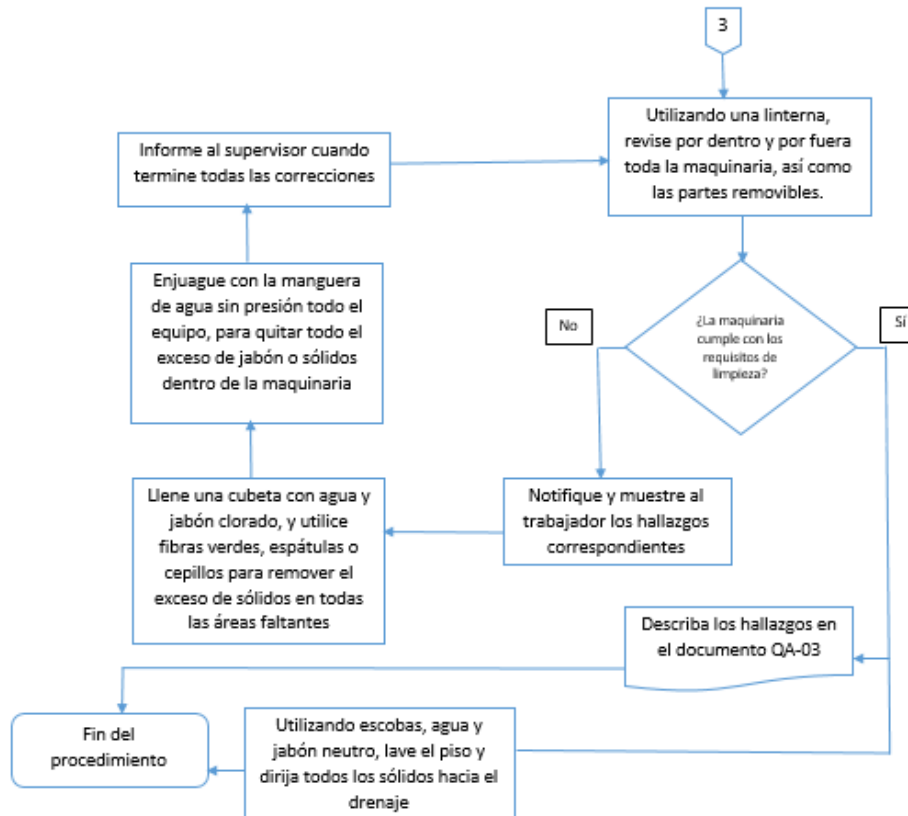 3
Utilizando una linterna,
revise por dentro y por fuera
toda la maquinaria, así como
las partes removibles.
Informe al supervisor cuando
termine todas las correcciones
Enjuague con la manguera
de agua sin presión todo el
equipo, para quitar todo el
exceso de jabón o sólidos
dentro de la maquinaria
No
¿La maquinaria
cumple con los
requisitos de
limpieza?
Sí
Llene una cubeta con agua y
jabón clorado, y utilice
fibras verdes, espátulas o
cepillos para remover el
exceso de sólidos en todas
las áreas faltantes
Notifique y muestre al
trabajador los hallazgos
correspondientes
Describa los hallazgos en
el documento QA-03
Fin del
procedimiento
Utilizando escobas, agua y
jabón neutro, lave el piso y
dirija todos los sólidos hacia el
drenaje